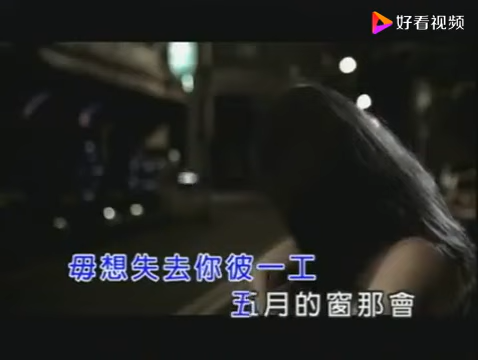 好看视频
毋想失去你彼一工
五月的窗那會